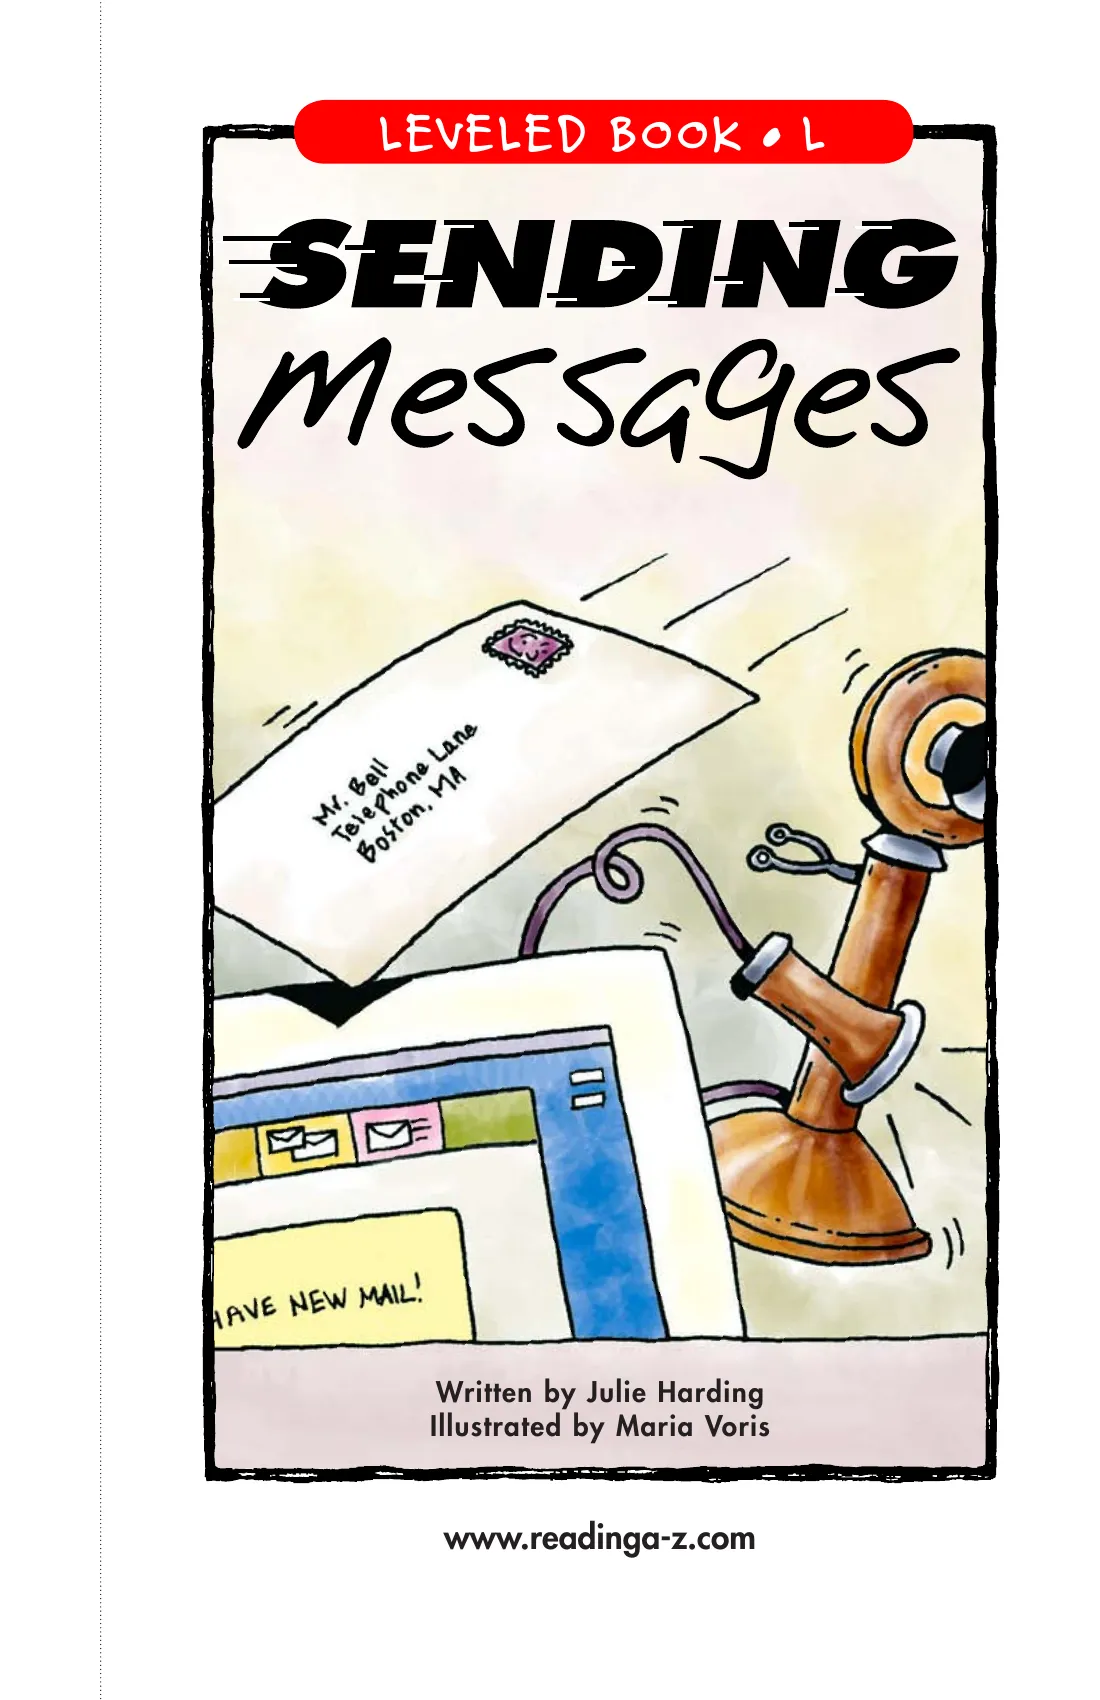 LEVELED BOOK • L
SENDING
Messages
Mr. Bell
Telephone Lane
Boston, MA
HAVE NEW MAIL!
Written by Julie Harding
Illustrated by Maria Voris
www.readinga-z.com